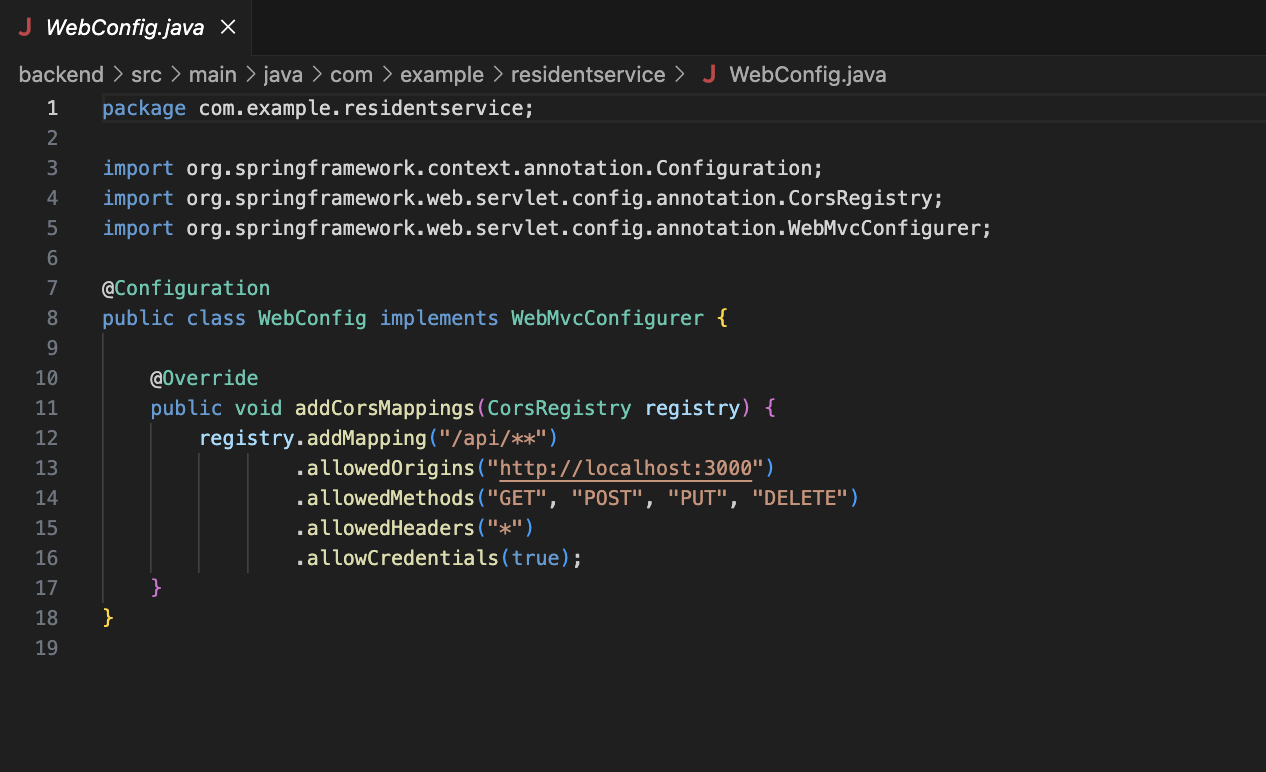 WebConfig.java
backend > src > main > java > com > example > residentservice > WebConfig.java
1 package com.example.residentservice;
2
3 import org.springframework.context.annotation.Configuration;
4 import org.springframework.web.servlet.config.annotation.CorsRegistry;
5 import org.springframework.web.servlet.config.annotation.WebMvcConfigurer;
6
7 @Configuration
8 public class WebConfig implements WebMvcConfigurer {
9
10     @Override
11     public void addCorsMappings(CorsRegistry registry) {
12         registry.addMapping("/api/**")
13                 .allowedOrigins("http://localhost:3000")
14                 .allowedMethods("GET", "POST", "PUT", "DELETE")
15                 .allowedHeaders("*")
16                 .allowCredentials(true);
17     }
18 }
19